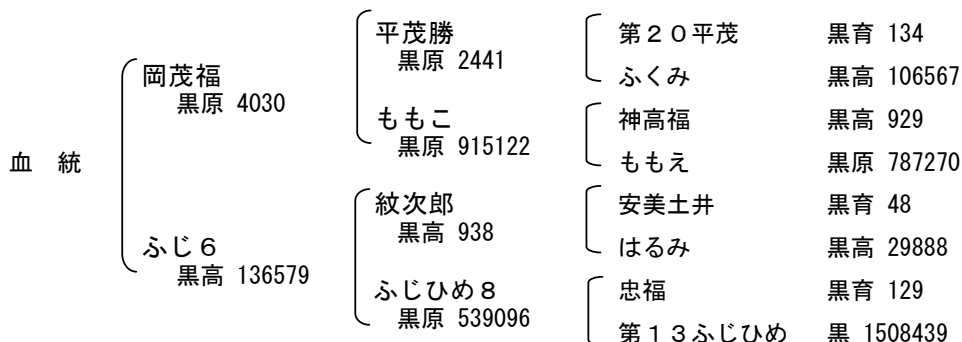 血　統
岡茂福
黒原 4030
ふじ６
黒高 136579
平茂勝
黒原 2441
ももこ
黒原 915122
紋次郎
黒高 938
ふじひめ８
黒原 539096
第２０平茂　黒育 134
ふくみ　黒高 106567
神高福　黒高 929
ももえ　黒原 787270
安美土井　黒育 48
はるみ　黒高 29888
忠福　黒育 129
第１３ふじひめ　黒 1508439